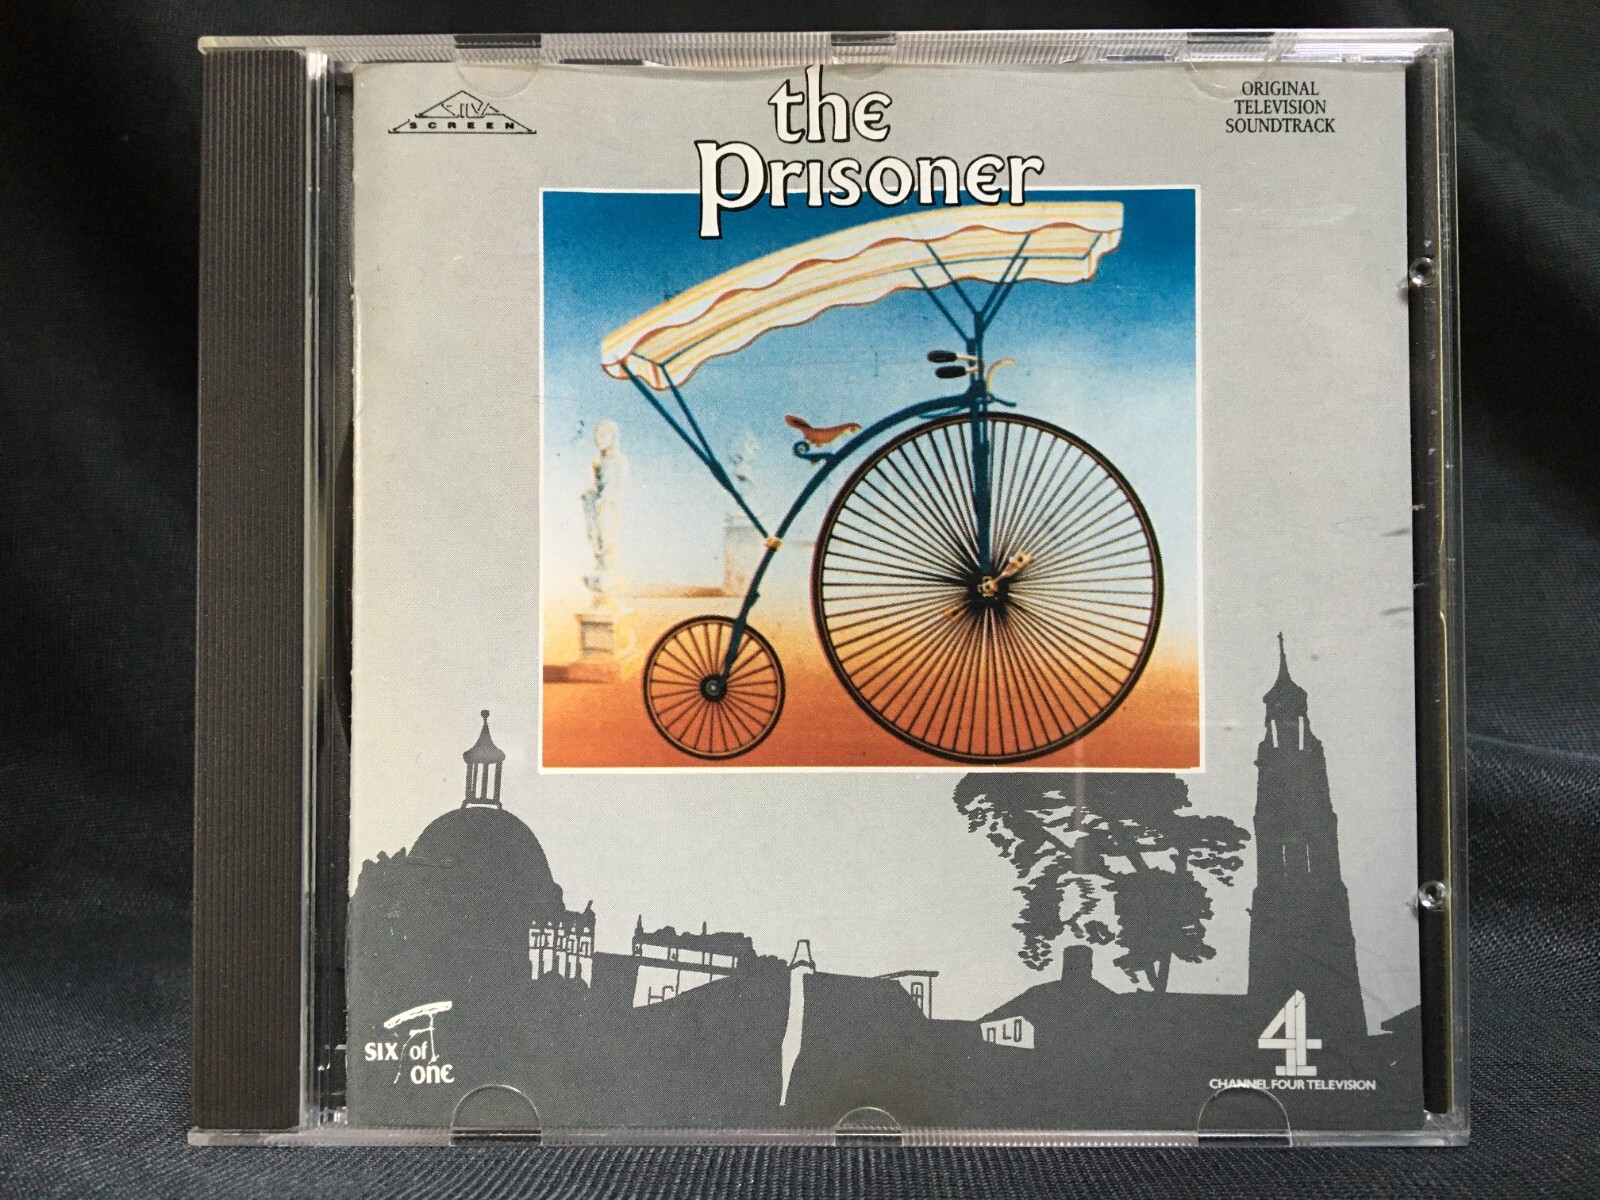 SILVA
SCREEN
the
Prisoner
ORIGINAL
TELEVISION
SOUNDTRACK
six of
one
4
CHANNEL FOUR TELEVISION